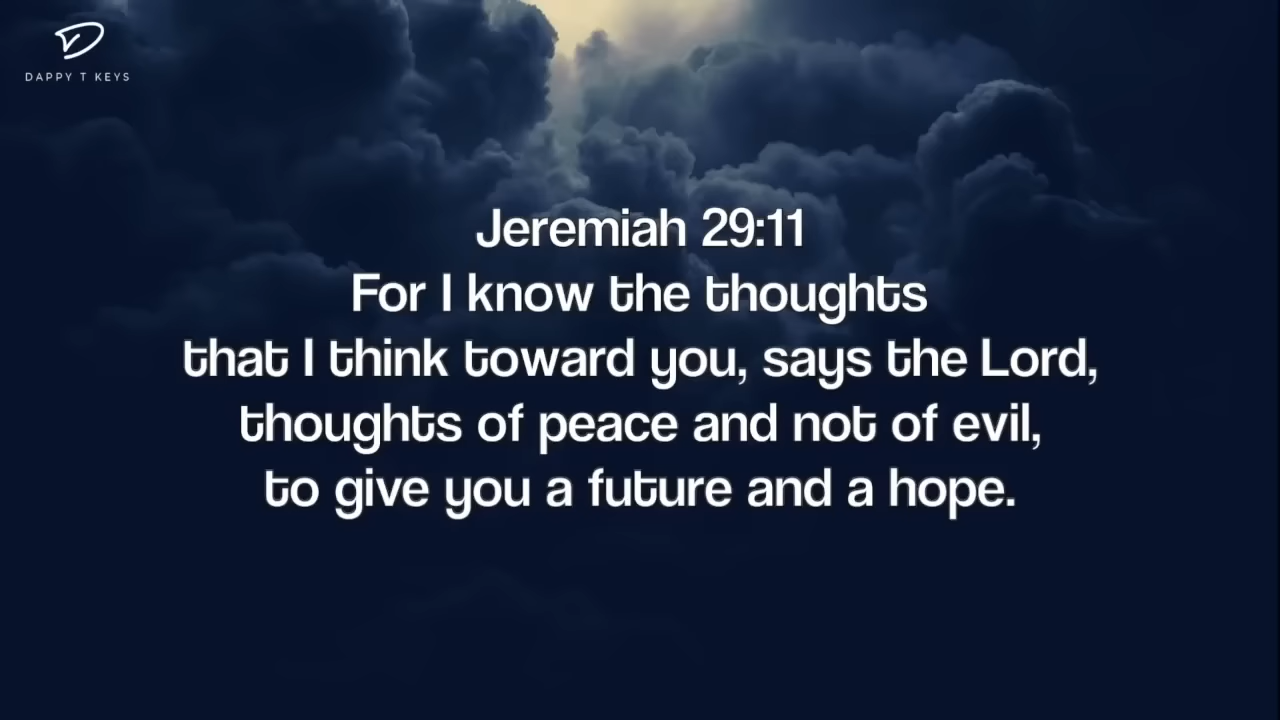 DAPPY T KEYS
Jeremiah 29:11
For I know the thoughts
that I think toward you, says the Lord,
thoughts of peace and not of evil,
to give you a future and a hope.